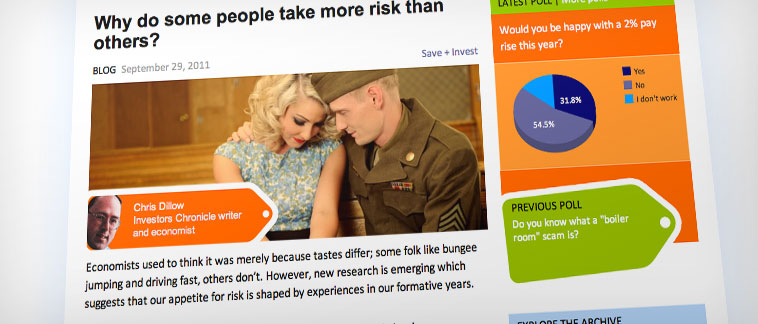 Why do some people take more risk than
others?
BLOG September 29, 2011
Save + Invest
Chris Dillow
Investors Chronicle writer
and economist
Economists used to think it was merely because tastes differ; some folk like bungee
jumping and driving fast, others don't. However, new research is emerging which
suggests that our appetite for risk is shaped by experiences in our formative years.
LATEST POLL | More polls
Would you be happy with a 2% pay
rise this year?
Yes
No
I don't work
31.8%
54.5%
PREVIOUS POLL
Do you know what a "boiler
room" scam is?
EXPLORE THE ARCHIVE